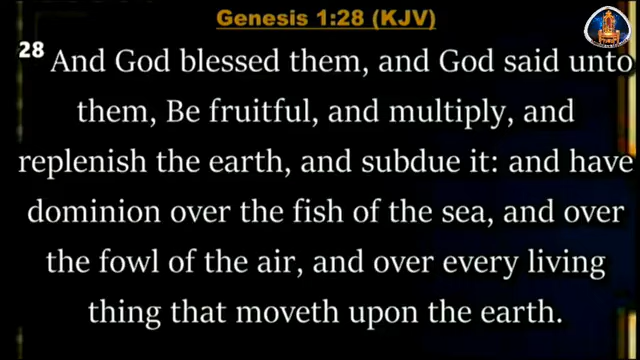 Genesis 1:28 (KJV)
28 And God blessed them, and God said unto
them, Be fruitful, and multiply, and
replenish the earth, and subdue it: and have
dominion over the fish of the sea, and over
the fowl of the air, and over every living
thing that moveth upon the earth.